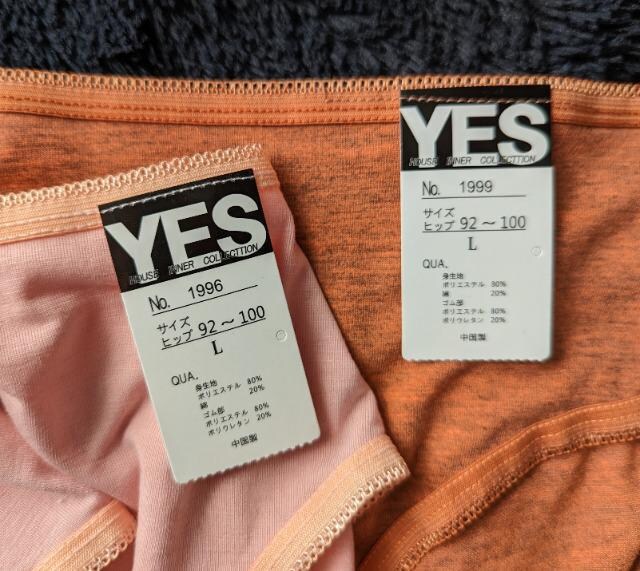 YES
HOUSE INNER COLLECTTION
No. 1996
サイズ
ヒップ 92～100
L
QUA.
身生地
ポリエステル 80%
綿 20%
ゴム部
ポリエステル 80%
ポリウレタン 20%
中国製
YES
HOUSE INNER COLLECTTION
No. 1999
サイズ
ヒップ 92～100
L
QUA.
身生地
ポリエステル 80%
綿 20%
ゴム部
ポリエステル 80%
ポリウレタン 20%
中国製